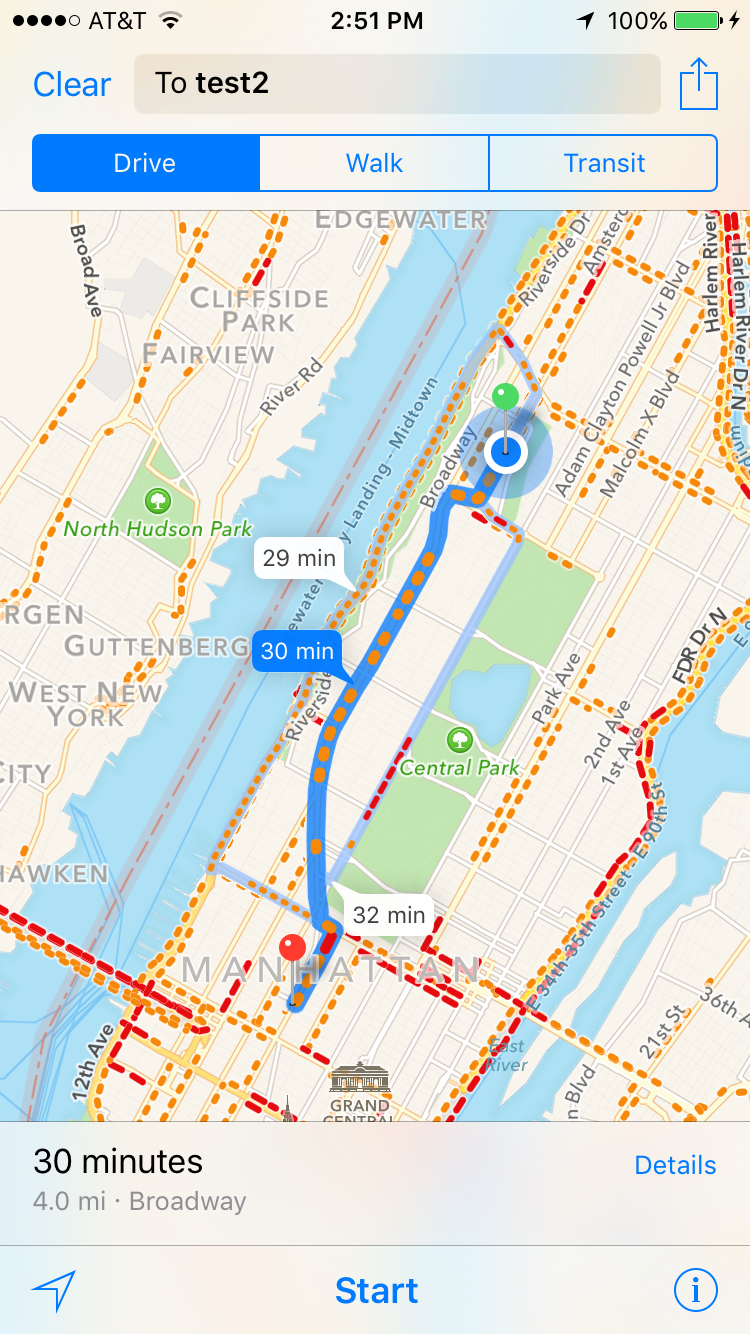 AT&T 2:51 PM 100%
Clear To test2
Drive Walk Transit
EDGEWATER
Riverside Dr
Broad Ave
Harlem River
Harlem River Dr N
CLIFFSIDE
PARK
FAIRVIEW
River Rd
Adam Clayton Powell Jr Blvd
Malcolm X Blvd
Landing - Midtown
Broadway
North Hudson Park
29 min
30 min
RGEN
GUTTENBERG
WEST NEW
YORK
Riverside
FDR Dr N
Park Ave
2nd Ave
1st Ave
Central Park
CITY
HAWKEN
32 min
MANHATTAN
E 34th-35th Street - E 90th St
36th A
21st St
12th Ave
East
River
n Blvd
GRAND
CENTRAL
30 minutes
Details
4.0 mi · Broadway
Start